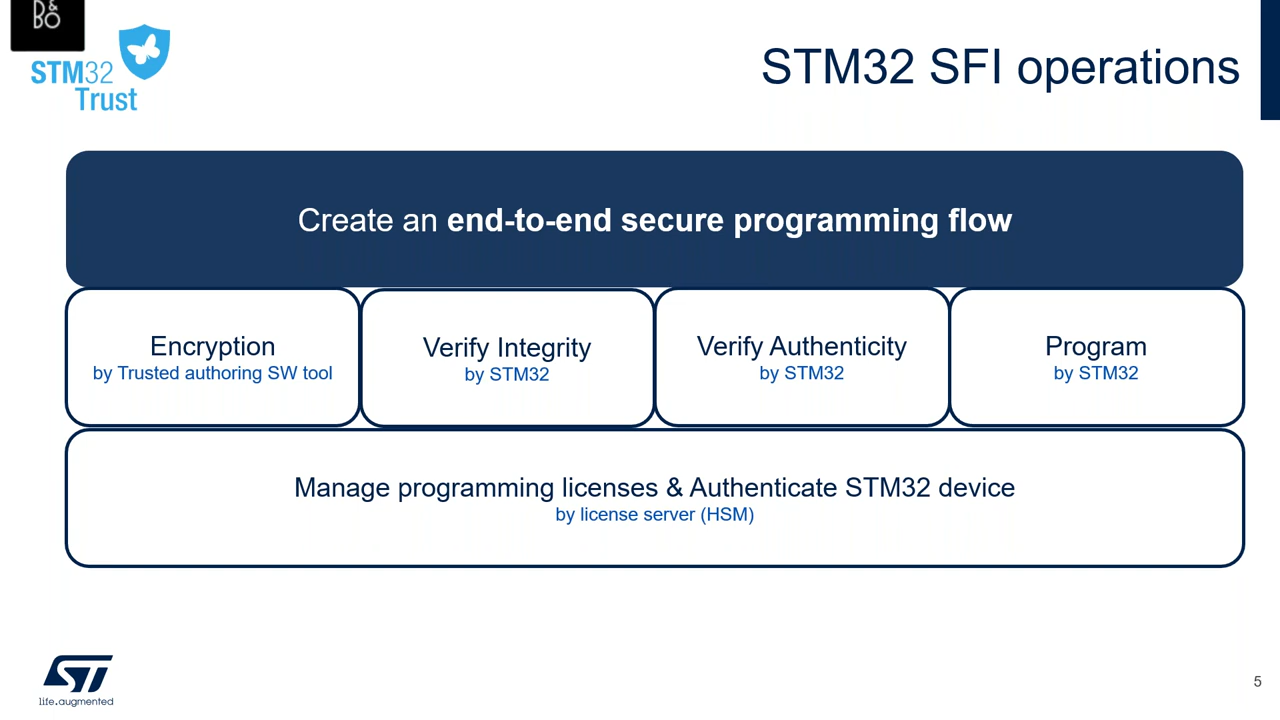 B&O
STM32
Trust
STM32 SFI operations
Create an end-to-end secure programming flow
Encryption
by Trusted authoring SW tool
Verify Integrity
by STM32
Verify Authenticity
by STM32
Program
by STM32
Manage programming licenses & Authenticate STM32 device
by license server (HSM)
ST
life.augmented
5